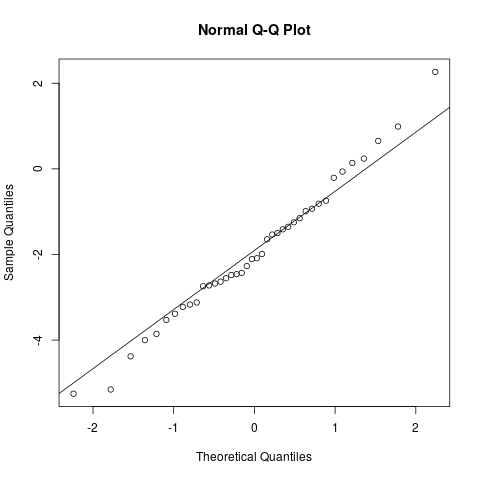 Normal Q-Q Plot
Sample Quantiles
2
0
-2
-4
-2 -1 0 1 2
Theoretical Quantiles